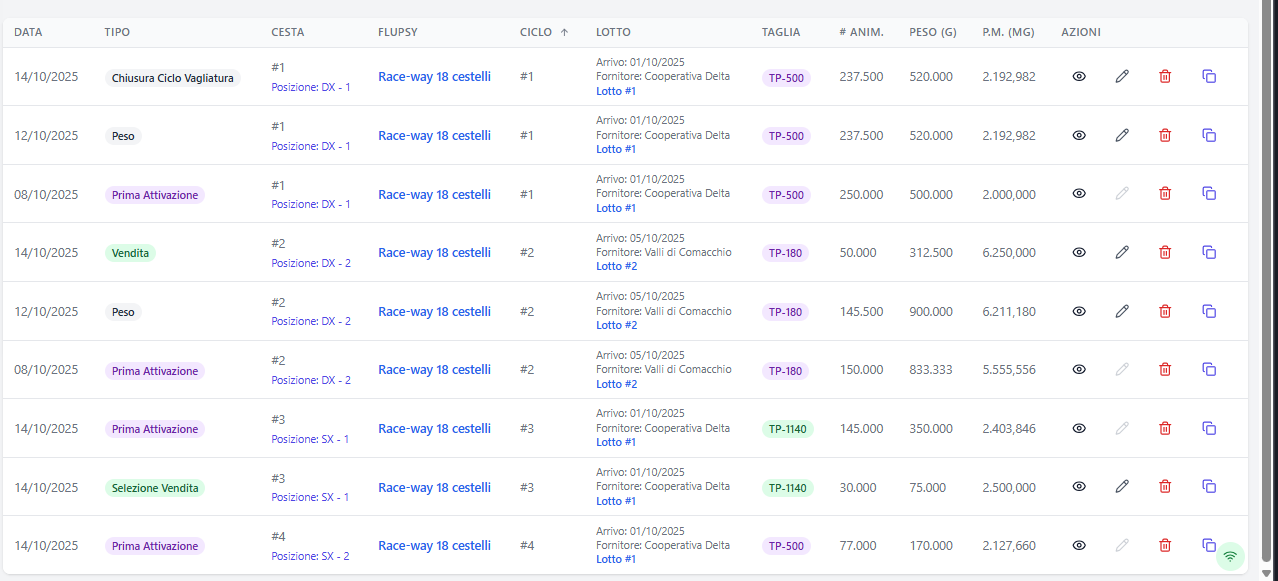 DATA TIPO CESTA FLUPSY CICLO ↑ LOTTO TAGLIA # ANIM. PESO (G) P.M. (MG) AZIONI
14/10/2025 Chiusura Ciclo Vagliatura #1 Race-way 18 cestelli #1 Arrivo: 01/10/2025 TP-500 237.500 520.000 2.192,982
Posizione: DX - 1 Fornitore: Cooperativa Delta
Lotto #1
12/10/2025 Peso #1 Race-way 18 cestelli #1 Arrivo: 01/10/2025 TP-500 237.500 520.000 2.192,982
Posizione: DX - 1 Fornitore: Cooperativa Delta
Lotto #1
08/10/2025 Prima Attivazione #1 Race-way 18 cestelli #1 Arrivo: 01/10/2025 TP-500 250.000 500.000 2.000,000
Posizione: DX - 1 Fornitore: Cooperativa Delta
Lotto #1
14/10/2025 Vendita #2 Race-way 18 cestelli #2 Arrivo: 05/10/2025 TP-180 50.000 312.500 6.250,000
Posizione: DX - 2 Fornitore: Valli di Comacchio
Lotto #2
12/10/2025 Peso #2 Race-way 18 cestelli #2 Arrivo: 05/10/2025 TP-180 145.500 900.000 6.211,180
Posizione: DX - 2 Fornitore: Valli di Comacchio
Lotto #2
08/10/2025 Prima Attivazione #2 Race-way 18 cestelli #2 Arrivo: 05/10/2025 TP-180 150.000 833.333 5.555,556
Posizione: DX - 2 Fornitore: Valli di Comacchio
Lotto #2
14/10/2025 Prima Attivazione #3 Race-way 18 cestelli #3 Arrivo: 01/10/2025 TP-1140 145.000 350.000 2.403,846
Posizione: SX - 1 Fornitore: Cooperativa Delta
Lotto #1
14/10/2025 Selezione Vendita #3 Race-way 18 cestelli #3 Arrivo: 01/10/2025 TP-1140 30.000 75.000 2.500,000
Posizione: SX - 1 Fornitore: Cooperativa Delta
Lotto #1
14/10/2025 Prima Attivazione #4 Race-way 18 cestelli #4 Arrivo: 01/10/2025 TP-500 77.000 170.000 2.127,660
Posizione: SX - 2 Fornitore: Cooperativa Delta
Lotto #1